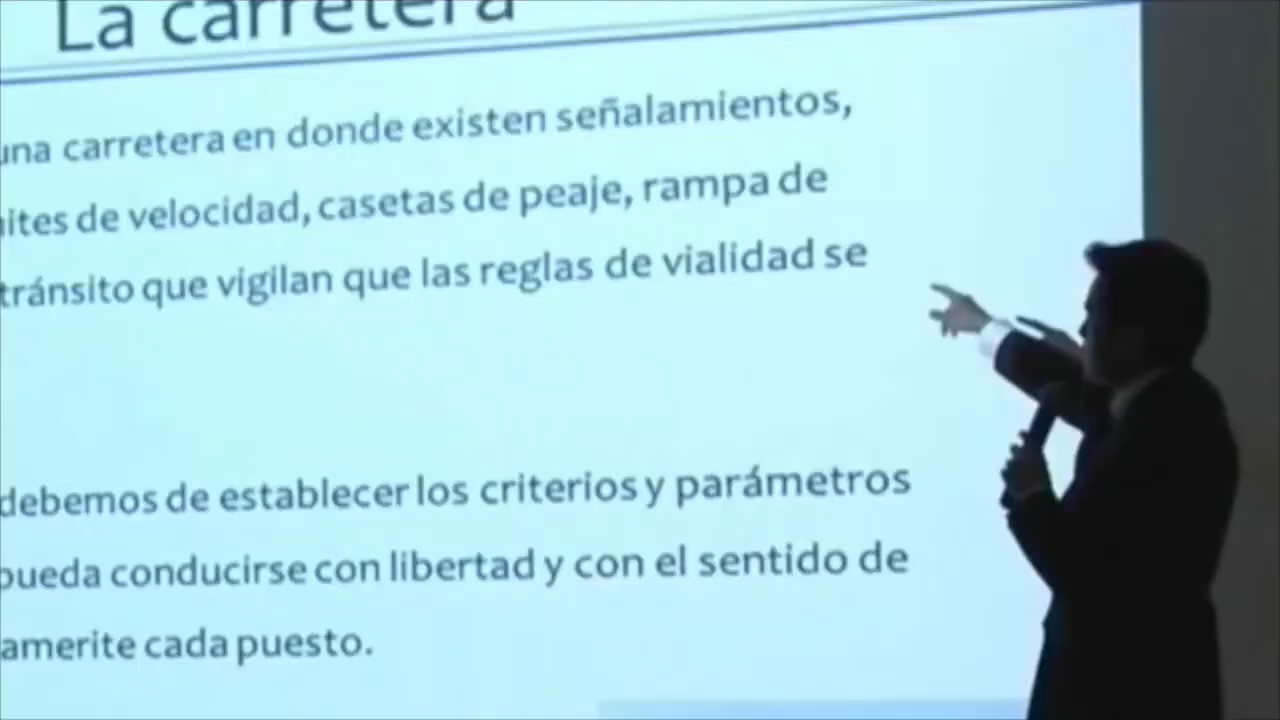 La carretera
una carretera en donde existen señalamientos,
de velocidad, casetas de peaje, rampa de
tránsito que vigilan que las reglas de vialidad se
debemos de establecer los criterios y parámetros
pueda conducirse con libertad y con el sentido de
amerite cada puesto.